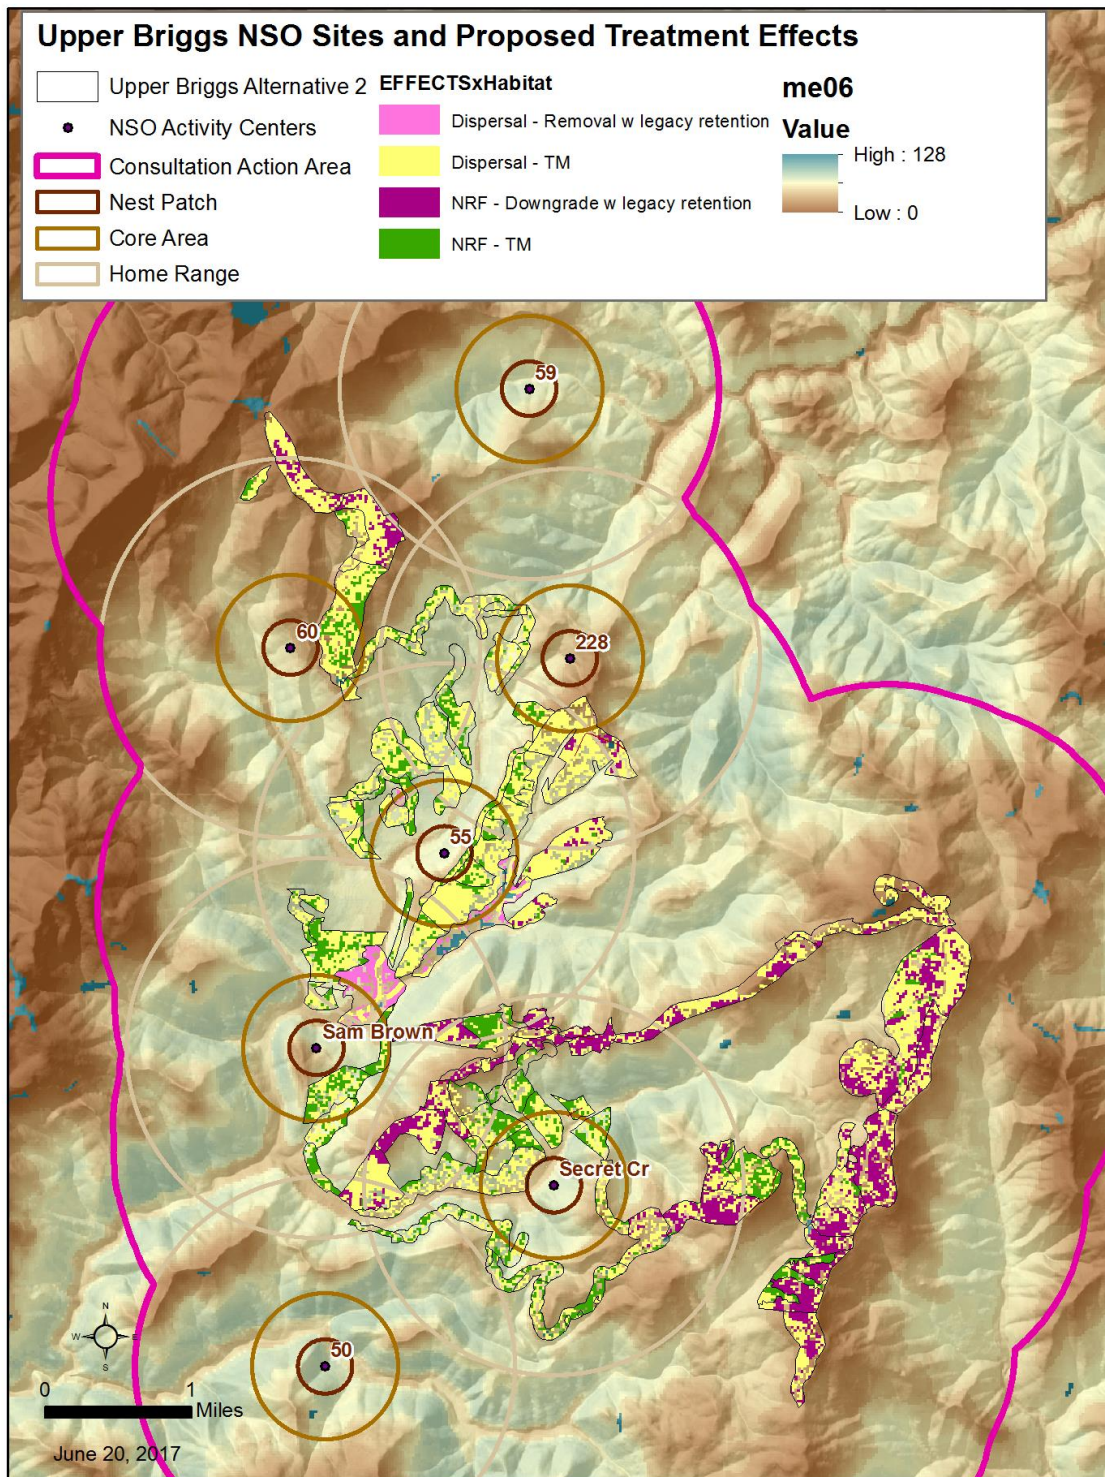 Upper Briggs NSO Sites and Proposed Treatment Effects
Upper Briggs Alternative 2
NSO Activity Centers
Consultation Action Area
Nest Patch
Core Area
Home Range
EFFECTSxHabitat
Dispersal - Removal w legacy retention
Dispersal - TM
NRF - Downgrade w legacy retention
NRF - TM
me06
Value
High : 128
Low : 0
59
60
228
55
Sam Brown
Secret Cr
50
N
W E
S
0 1
Miles
June 20, 2017